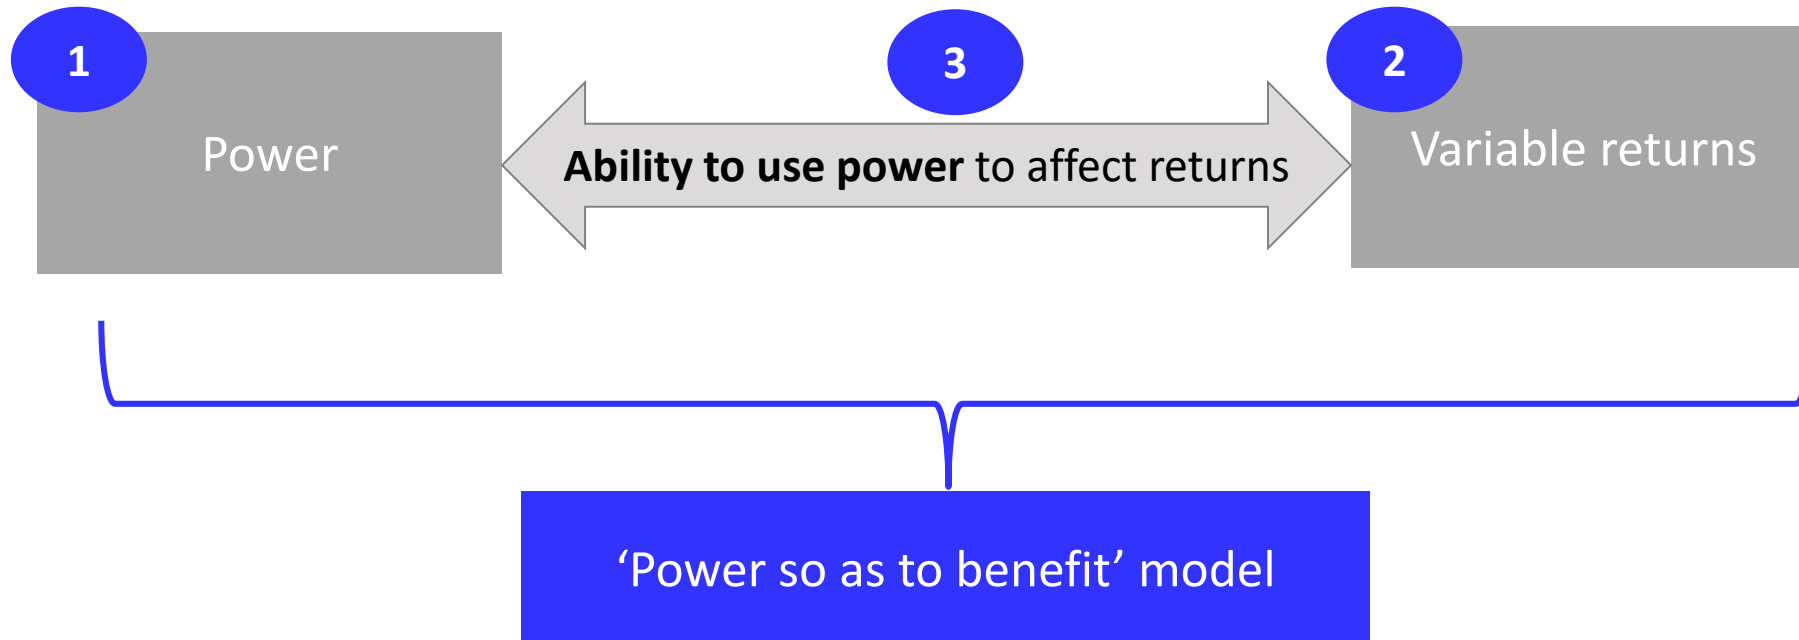 1
Power
3
Ability to use power to affect returns
2
Variable returns
‘Power so as to benefit’ model